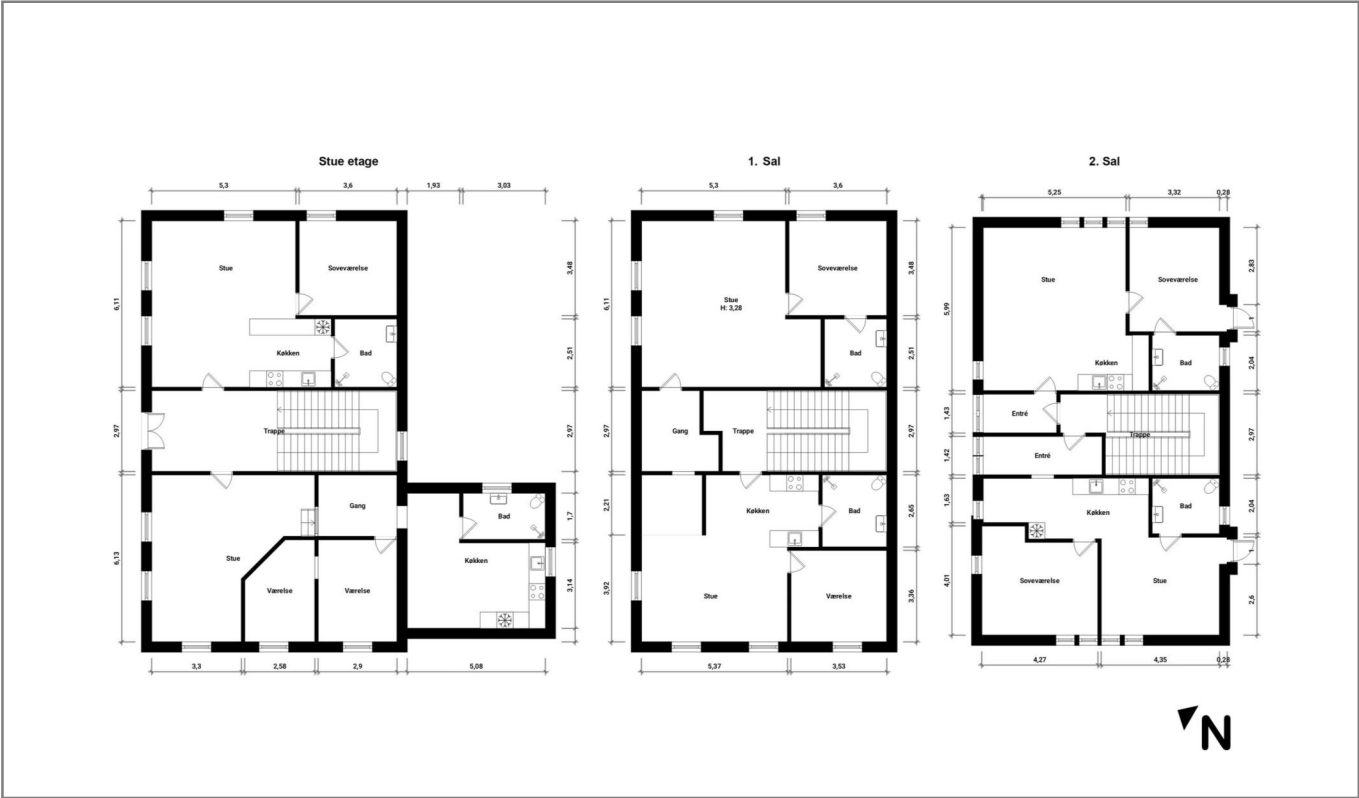 Stue etage
1. Sal
2. Sal
5,3
3,6
1,93
3,03
5,3
3,6
5,25
3,32
0,28
6,11
2,97
6,13
Stue
Soveværelse
Køkken
Bad
Trappe
Gang
Stue
Værelse
Værelse
Bad
Køkken
3,48
2,51
2,97
1,7
3,14
3,3
2,58
2,9
5,08
6,11
2,97
2,21
3,92
Stue
H: 3,28
Soveværelse
Bad
Gang
Trappe
Køkken
Bad
Stue
Værelse
3,48
2,51
2,97
2,65
3,36
5,37
3,53
5,99
1,43
1,42
1,63
4,01
Stue
Soveværelse
Køkken
Bad
Entré
Trappe
Entré
Køkken
Bad
Soveværelse
Stue
2,83
1
2,04
2,97
2,04
1
2,6
4,27
4,35
0,28
N